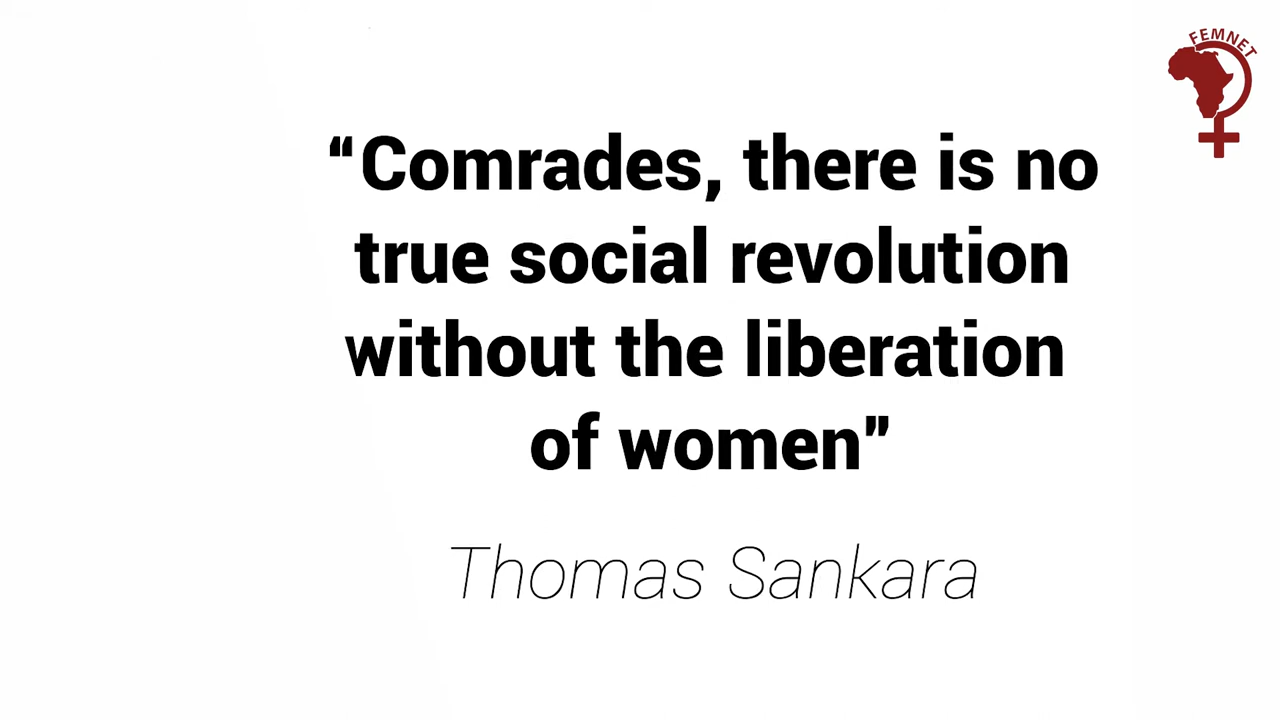 FEMNET
“Comrades, there is no
true social revolution
without the liberation
of women”
Thomas Sankara